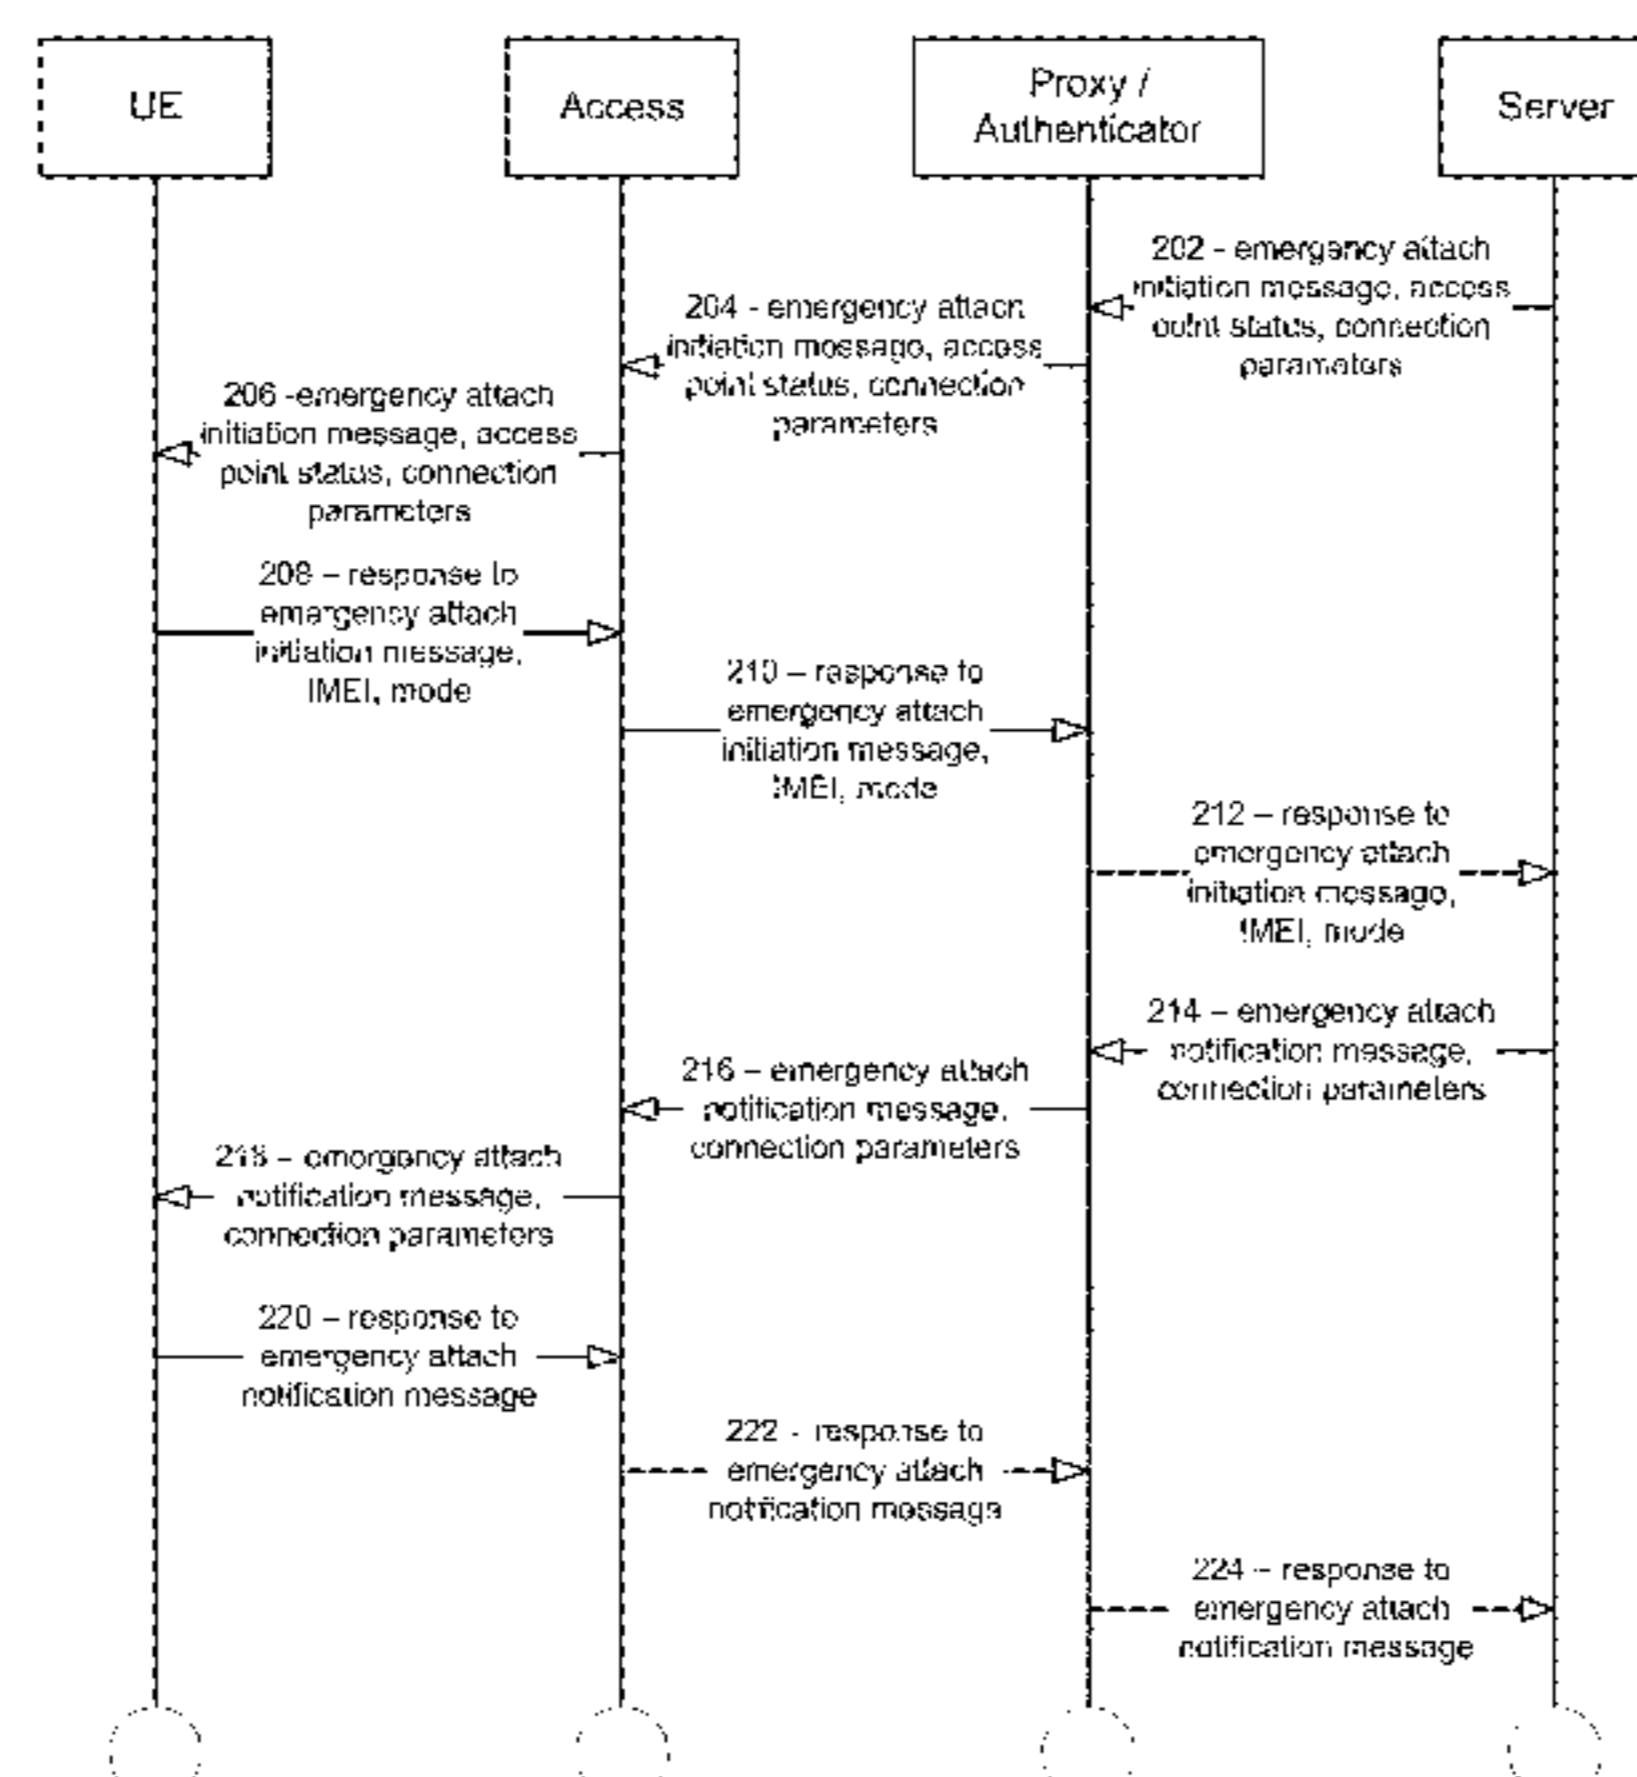 UE
Access
Proxy /
Authenticator
Server
202 - emergency attach
initiation message, access
point status, connection
parameters
204 - emergency attach
initiation message, access
point status, connection
parameters
206 -emergency attach
initiation message, access
point status, connection
parameters
208 – response to
emergency attach
initiation message,
IMEI, mode
210 – response to
emergency attach
initiation message,
IMEI, mode
212 – response to
emergency attach
initiation message,
IMEI, mode
214 – emergency attach
notification message,
connection parameters
216 – emergency attach
notification message,
connection parameters
218 – emergency attach
notification message,
connection parameters
220 – response to
emergency attach
notification message
222 - response to
emergency attach
notification message
224 – response to
emergency attach
notification message